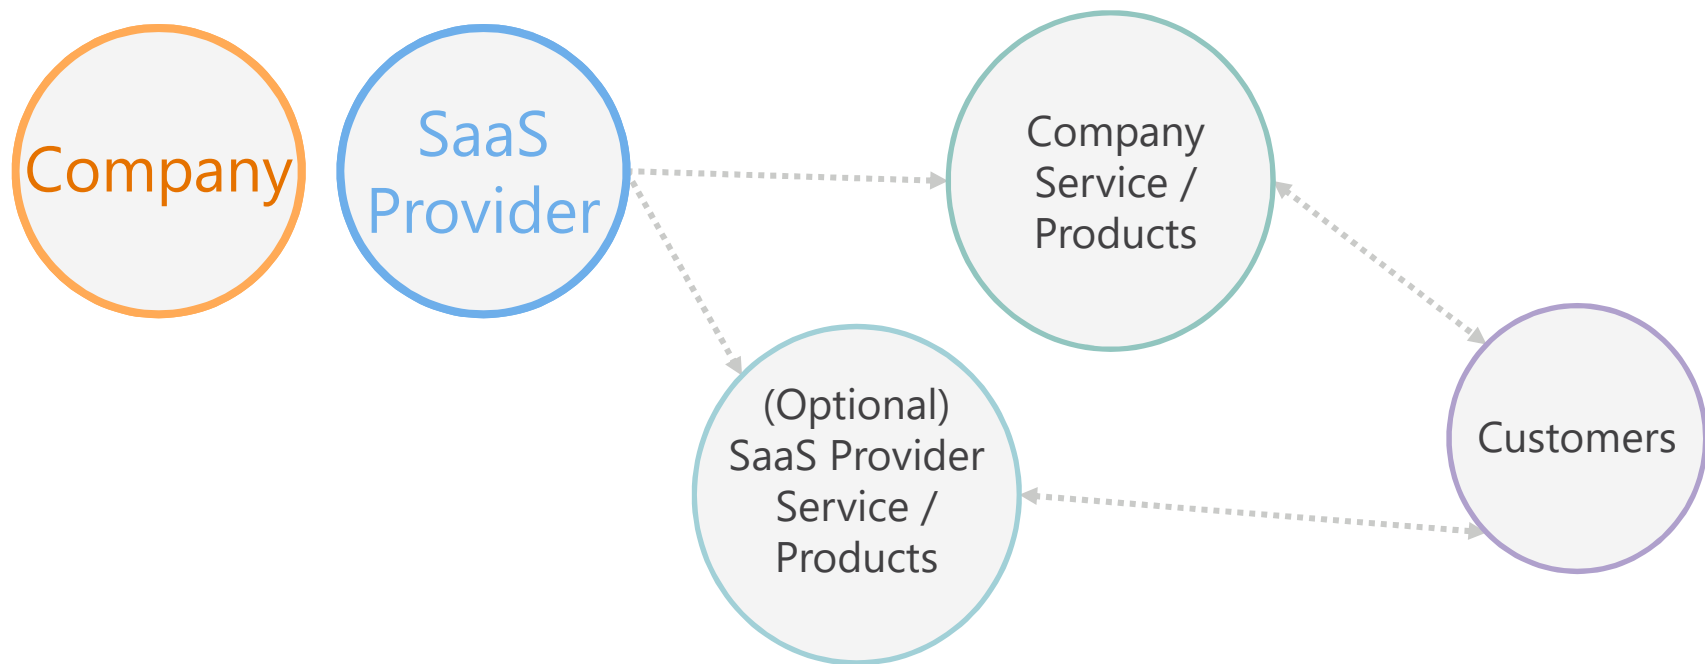 Company
SaaS
Provider
Company
Service /
Products
(Optional)
SaaS Provider
Service /
Products
Customers